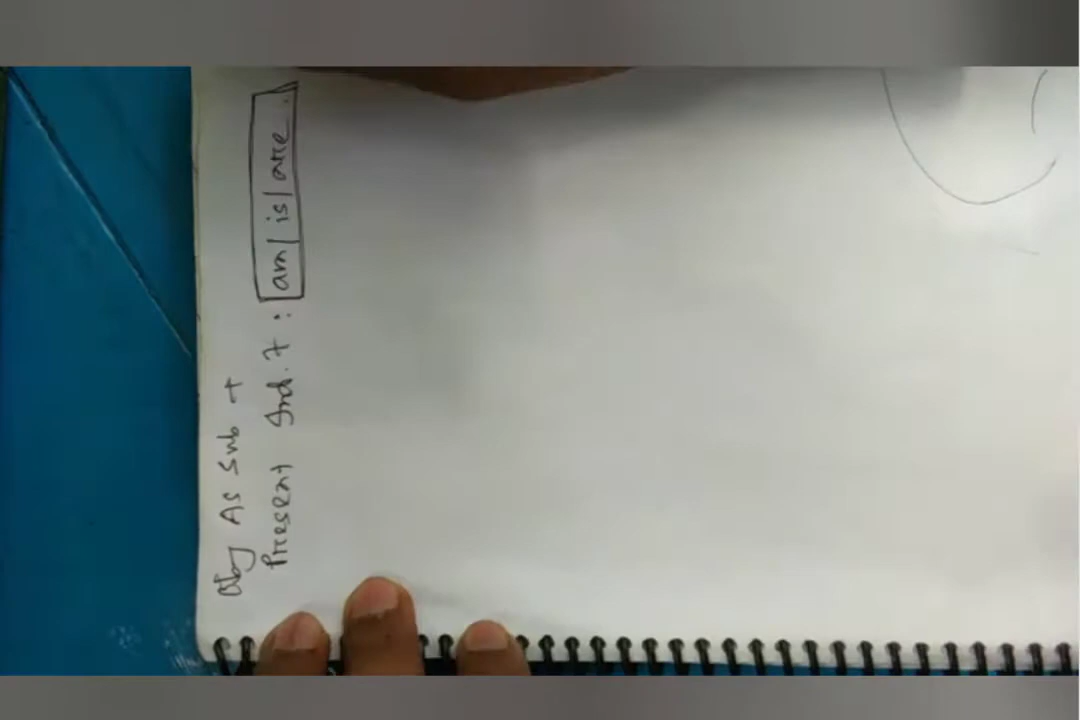 Obj As Sub +
Present Ind. t : am/is/are